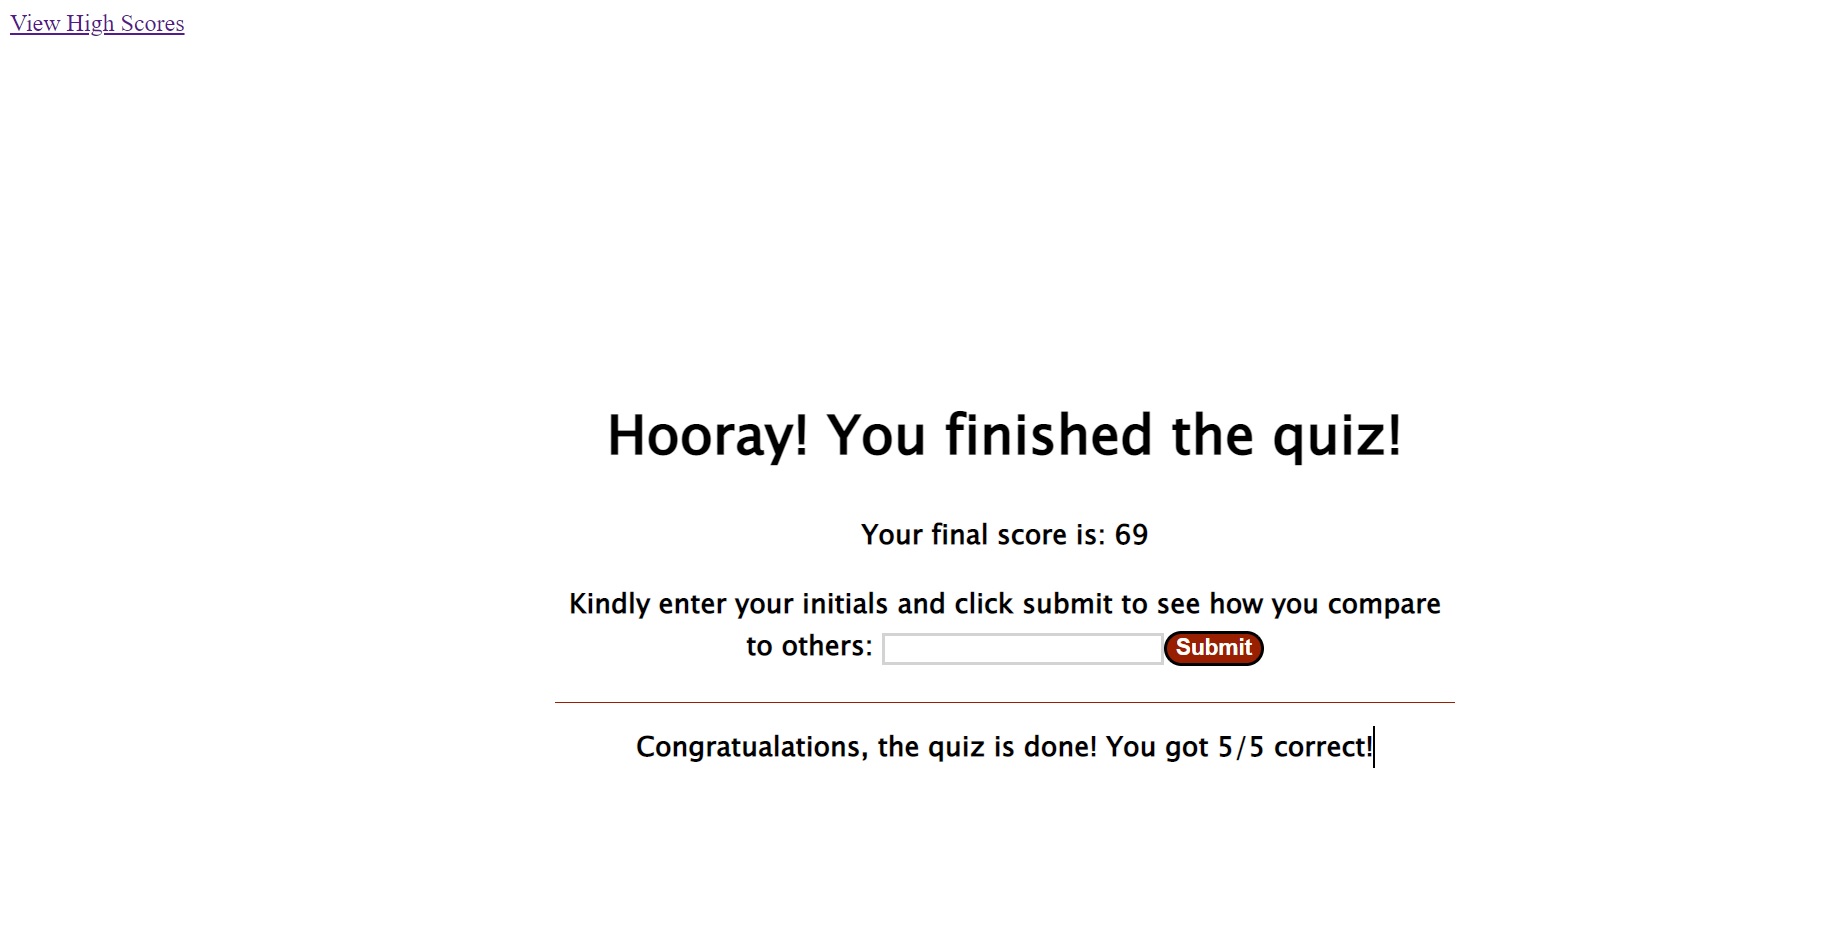 View High Scores
Hooray! You finished the quiz!
Your final score is: 69
Kindly enter your initials and click submit to see how you compare
to others: Submit
Congratualations, the quiz is done! You got 5/5 correct!